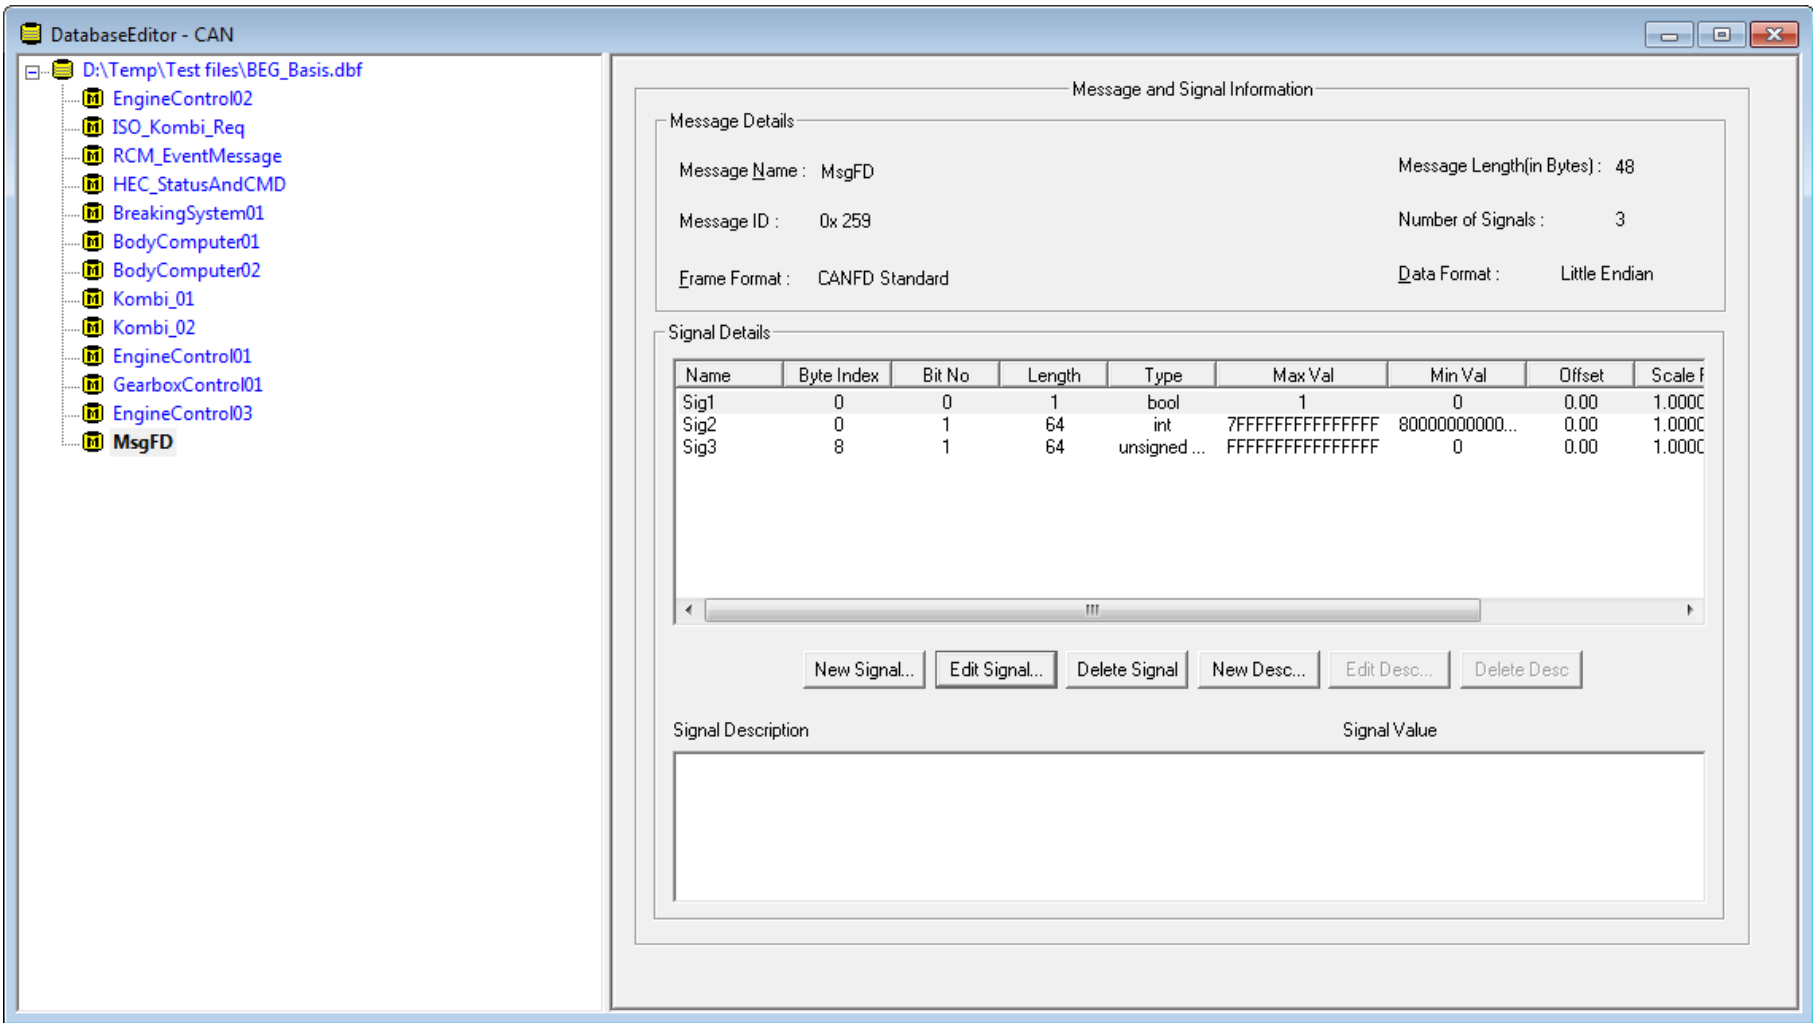 DatabaseEditor - CAN
D:\Temp\Test files\BEG_Basis.dbf
EngineControl02
ISO_Kombi_Req
RCM_EventMessage
HEC_StatusAndCMD
BreakingSystem01
BodyComputer01
BodyComputer02
Kombi_01
Kombi_02
EngineControl01
GearboxControl01
EngineControl03
MsgFD
Message and Signal Information
Message Details
Message Name : MsgFD
Message Length(in Bytes) : 48
Message ID : 0x 259
Number of Signals : 3
Frame Format : CANFD Standard
Data Format : Little Endian
Signal Details
Name Byte Index Bit No Length Type Max Val Min Val Offset Scale F
Sig1 0 0 1 bool 1 0 0.00 1.0000
Sig2 0 1 64 int 7FFFFFFFFFFFFFFF 80000000000... 0.00 1.0000
Sig3 8 1 64 unsigned ... FFFFFFFFFFFFFFFF 0 0.00 1.0000
New Signal... Edit Signal... Delete Signal New Desc... Edit Desc... Delete Desc
Signal Description Signal Value